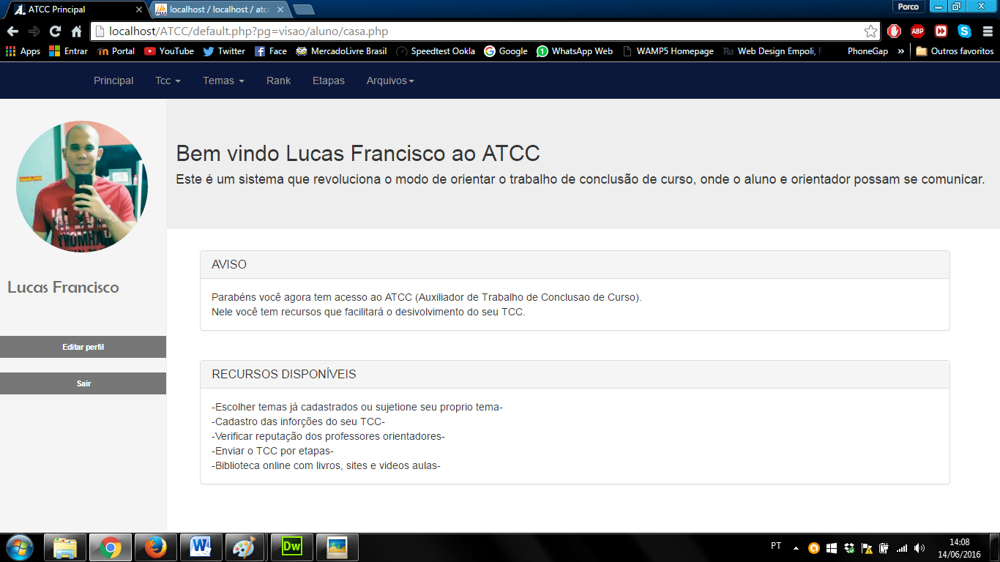 ATCC Principal
localhost / localhost / atcc
Porco
localhost/ATCC/default.php?pg=visao/aluno/casa.php
ABP
Apps Entrar Portal YouTube Twitter Face MercadoLivre Brasil Speedtest Ookla Google WhatsApp Web WAMP5 Homepage Web Design Empoli, F PhoneGap » Outros favoritos
Principal Tcc Temas Rank Etapas Arquivos
Bem vindo Lucas Francisco ao ATCC
Este é um sistema que revoluciona o modo de orientar o trabalho de conclusão de curso, onde o aluno e orientador possam se comunicar.
Lucas Francisco
Editar perfil
Sair
AVISO
Parabéns você agora tem acesso ao ATCC (Auxiliador de Trabalho de Conclusao de Curso).
Nele você tem recursos que facilitará o desivolvimento do seu TCC.
RECURSOS DISPONÍVEIS
-Escolher temas já cadastrados ou sujetione seu proprio tema-
-Cadastro das inforções do seu TCC-
-Verificar reputação dos professores orientadores-
-Enviar o TCC por etapas-
-Biblioteca online com livros, sites e videos aulas-
Dw
PT
14:08
14/06/2016